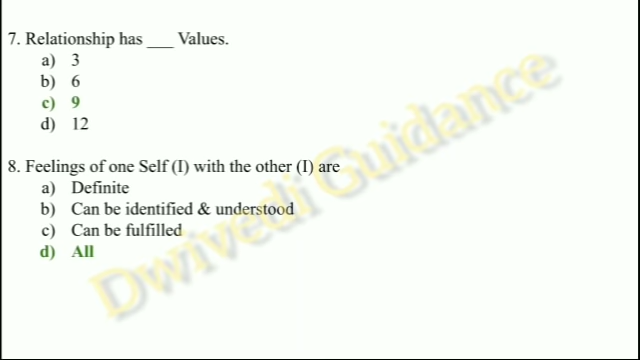 7. Relationship has ___ Values.
a) 3
b) 6
c) 9
d) 12
8. Feelings of one Self (I) with the other (I) are
a) Definite
b) Can be identified & understood
c) Can be fulfilled
d) All
Dwivedi Guidance